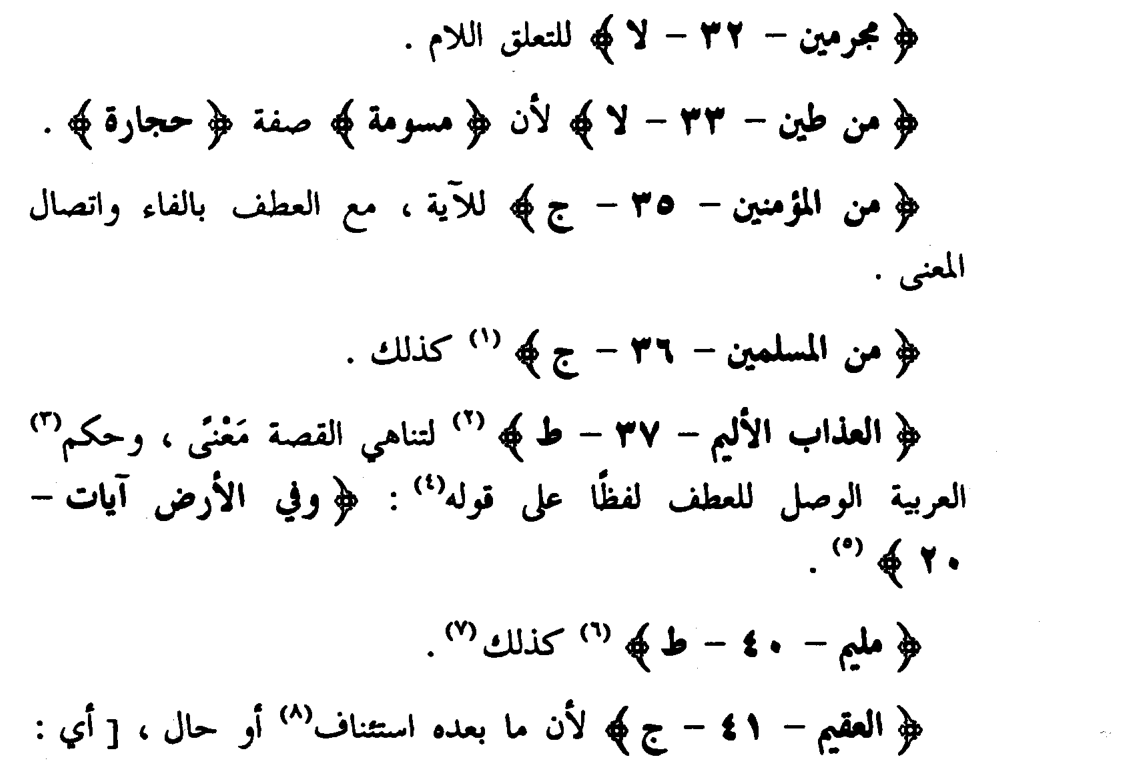 ﴿ مجرمين – ٣٢ – لا ﴾ للتعلق اللام .
﴿ من طين – ٣٣ – لا ﴾ لأن ﴿ مسومة ﴾ صفة ﴿ حجارة ﴾ .
﴿ من المؤمنين – ٣٥ – ج ﴾ للآية ، مع العطف بالفاء واتصال
المعنى .
﴿ من المسلمين – ٣٦ – ج ﴾ (١) كذلك .
﴿ العذاب الأليم – ٣٧ – ط ﴾ (٢) لتناهي القصة مَعْنىً ، وحكم(٣)
العربية الوصل للعطف لفظًا على قوله(٤) : ﴿ وفي الأرض آيات –
٢٠ ﴾ (٥) .
﴿ مليم – ٤٠ – ط ﴾ (٦) كذلك(٧) .
﴿ العقيم – ٤١ – ج ﴾ لأن ما بعده استئناف(٨) أو حال ، [ أي :